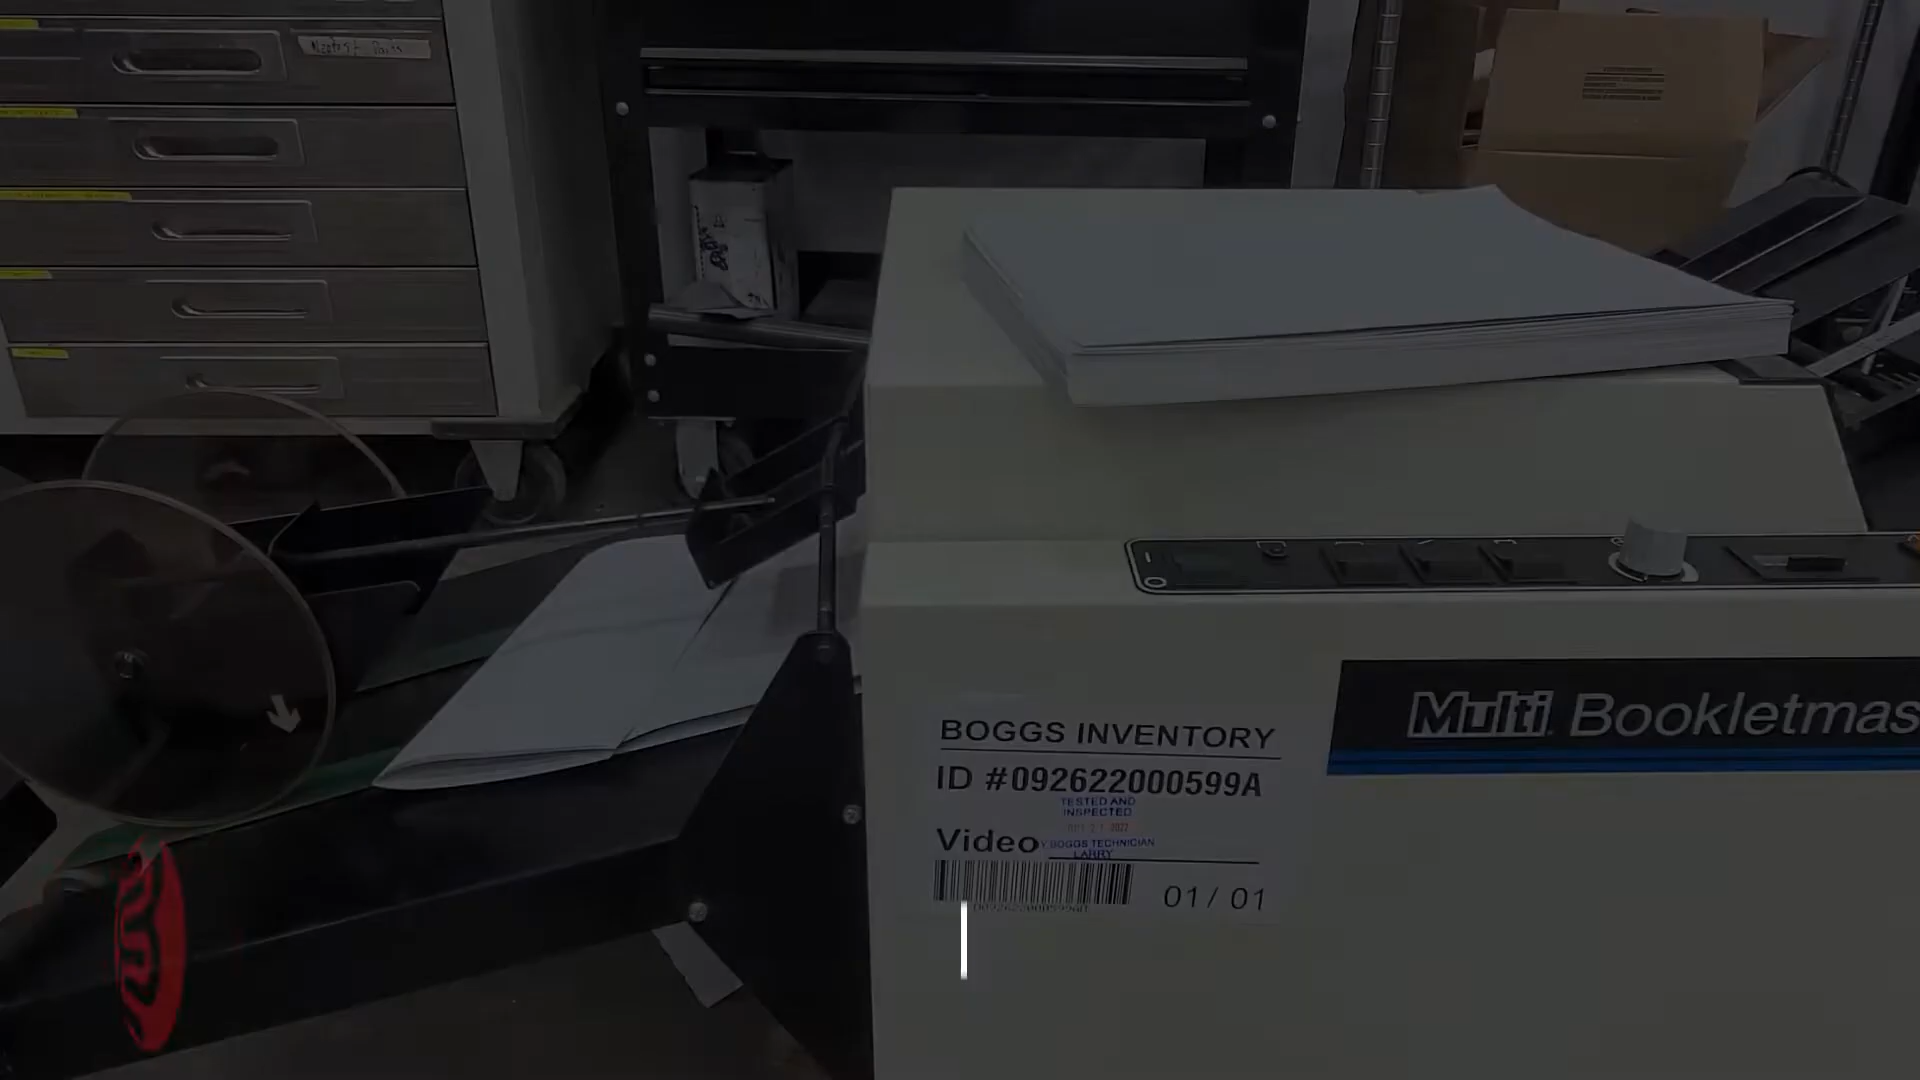 Multi Bookletmas
BOGGS INVENTORY
ID #092622000599A
TESTED AND
INSPECTED
Video
Y BOGGS TECHNICIAN
LARRY
01/01